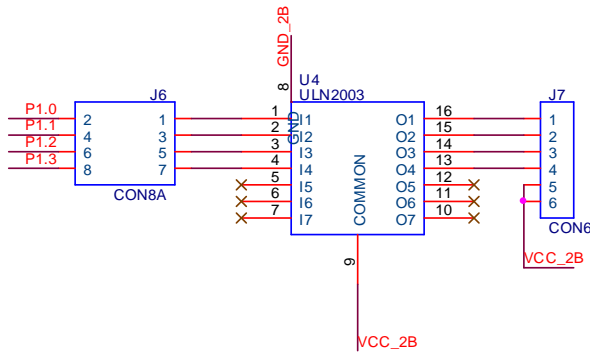 GND_2B
U4
ULN2003
8
J6
J7
P1.0 2 1 1 I1 GND O1 16 1
P1.1 4 3 2 I2 O2 15 2
P1.2 6 5 3 I3 O3 14 3
P1.3 8 7 4 I4 O4 13 4
5 I5 O5 12 5
6 I6 O6 11 6
7 I7 O7 10
COMMON
CON8A
CON6
9
VCC_2B
VCC_2B